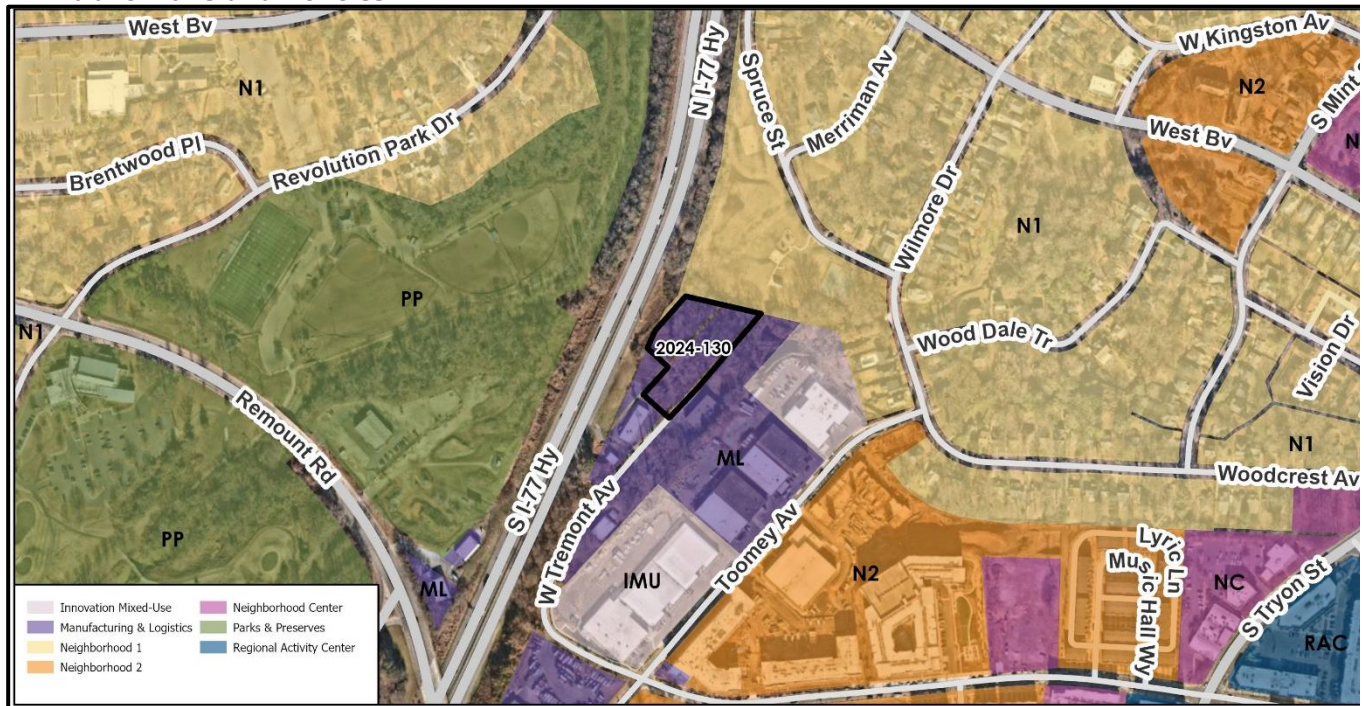 West Bv
N1
Brentwood Pl
Revolution Park Dr
N I-77 Hy
Spruce St
Merriman Av
W Kingston Av
N2
S Mint S
N
West Bv
Wilmore Dr
N1
PP
N1
2024-130
Wood Dale Tr
Vision Dr
Remount Rd
S I-77 Hy
ML
N1
Woodcrest Av
PP
W Tremont Av
Toomey Av
IMU
N2
Lyric Ln
Music Hall Wy
NC
S Tryon St
RAC
ML
Innovation Mixed-Use
Manufacturing & Logistics
Neighborhood 1
Neighborhood 2
Neighborhood Center
Parks & Preserves
Regional Activity Center